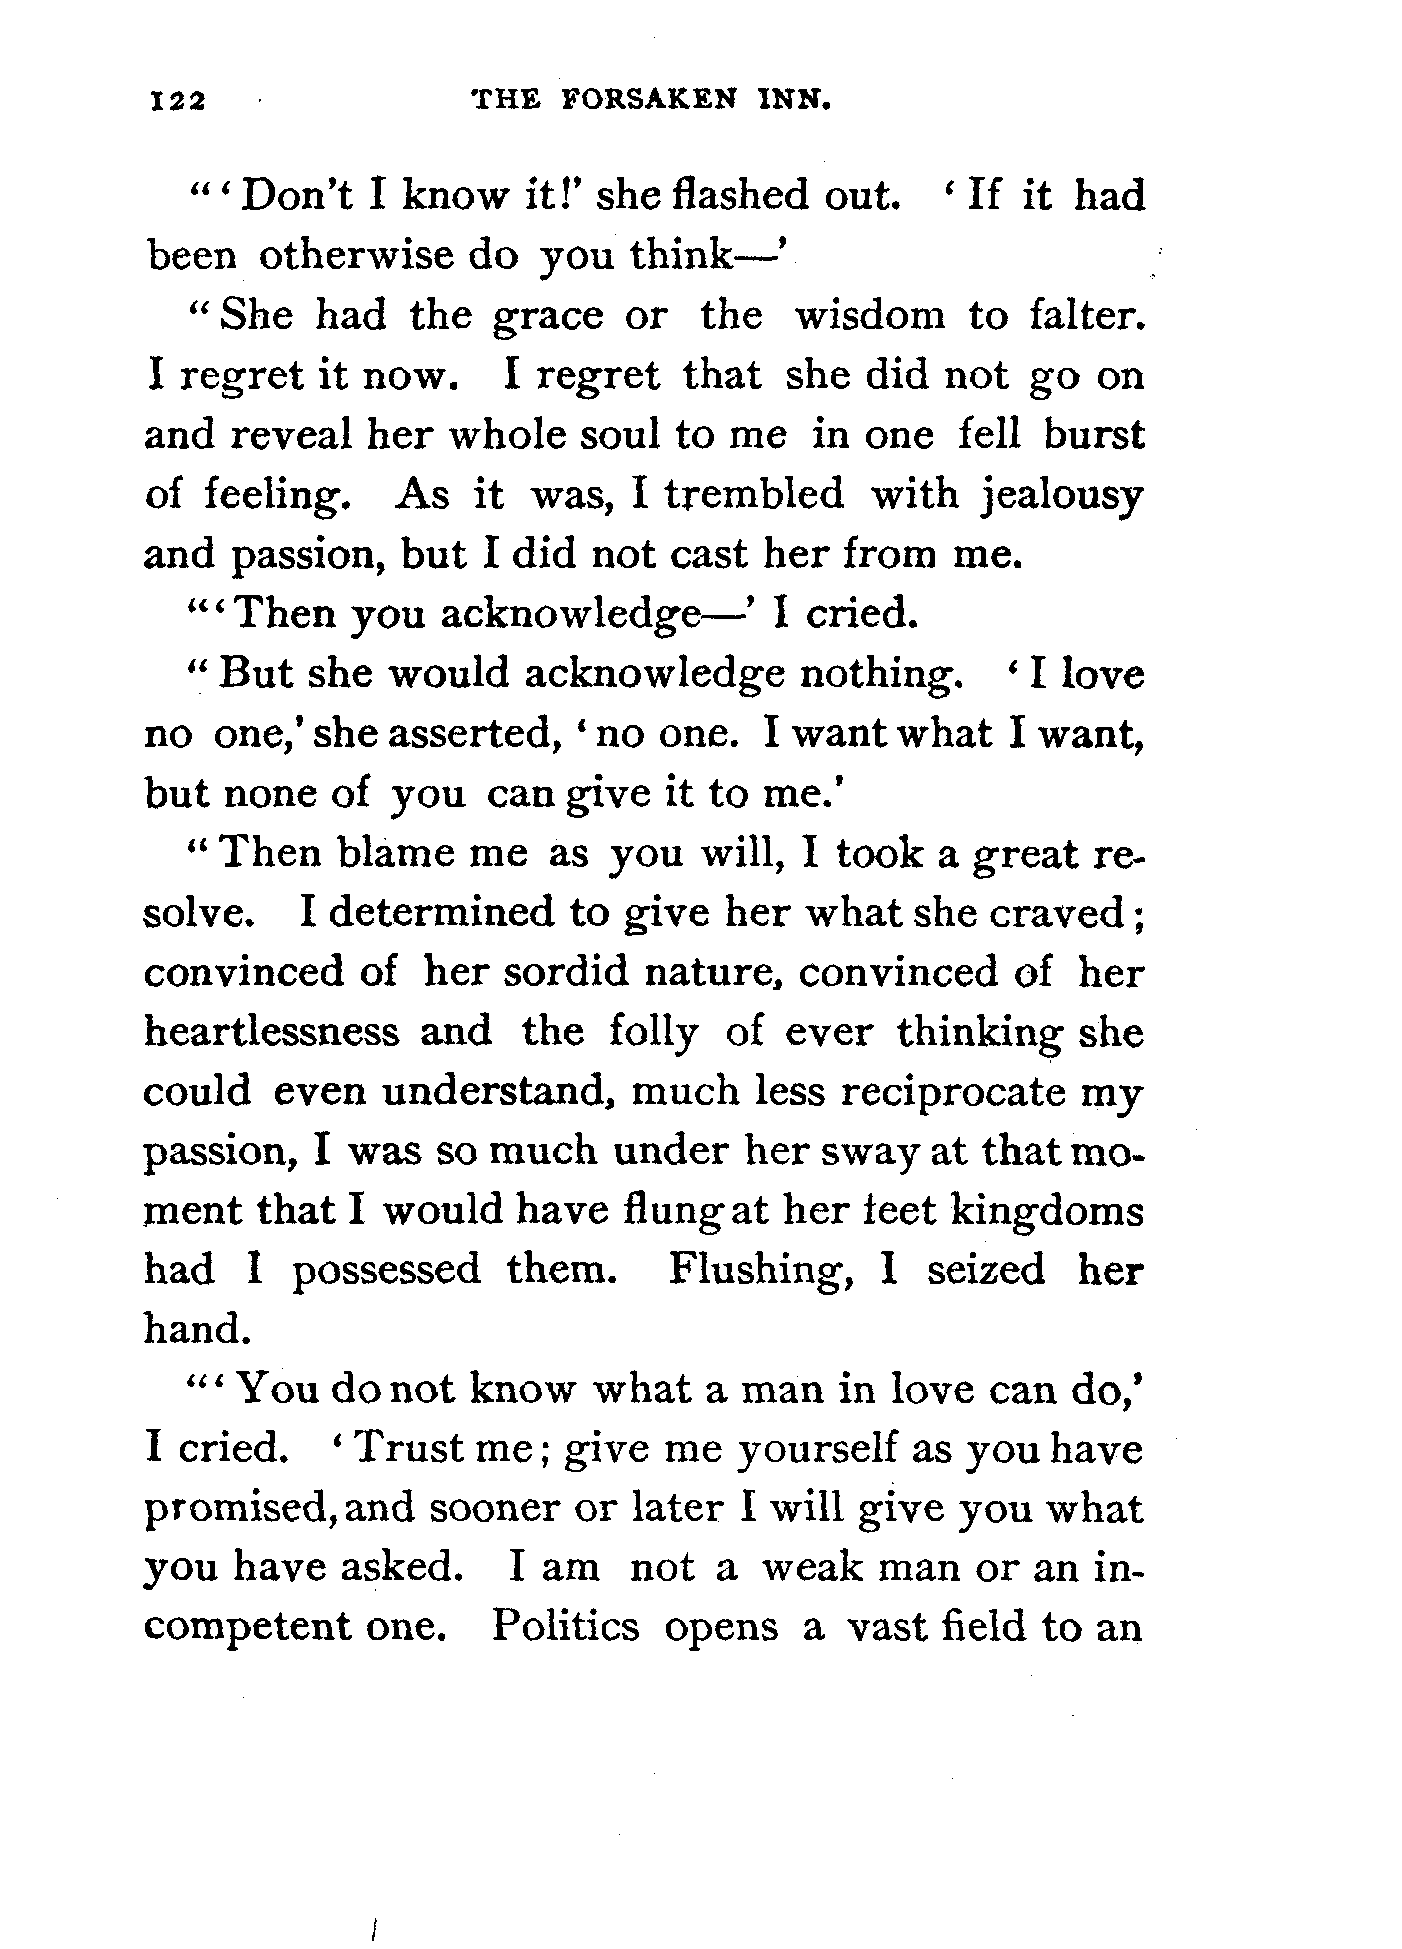 122 THE FORSAKEN INN.
"'Don't I know it!' she flashed out. 'If it had
been otherwise do you think—'
"She had the grace or the wisdom to falter.
I regret it now. I regret that she did not go on
and reveal her whole soul to me in one fell burst
of feeling. As it was, I trembled with jealousy
and passion, but I did not cast her from me.
"'Then you acknowledge—' I cried.
"But she would acknowledge nothing. 'I love
no one,' she asserted, 'no one. I want what I want,
but none of you can give it to me.'
"Then blame me as you will, I took a great re-
solve. I determined to give her what she craved;
convinced of her sordid nature, convinced of her
heartlessness and the folly of ever thinking she
could even understand, much less reciprocate my
passion, I was so much under her sway at that mo-
ment that I would have flung at her feet kingdoms
had I possessed them. Flushing, I seized her
hand.
"'You do not know what a man in love can do,'
I cried. 'Trust me; give me yourself as you have
promised, and sooner or later I will give you what
you have asked. I am not a weak man or an in-
competent one. Politics opens a vast field to an